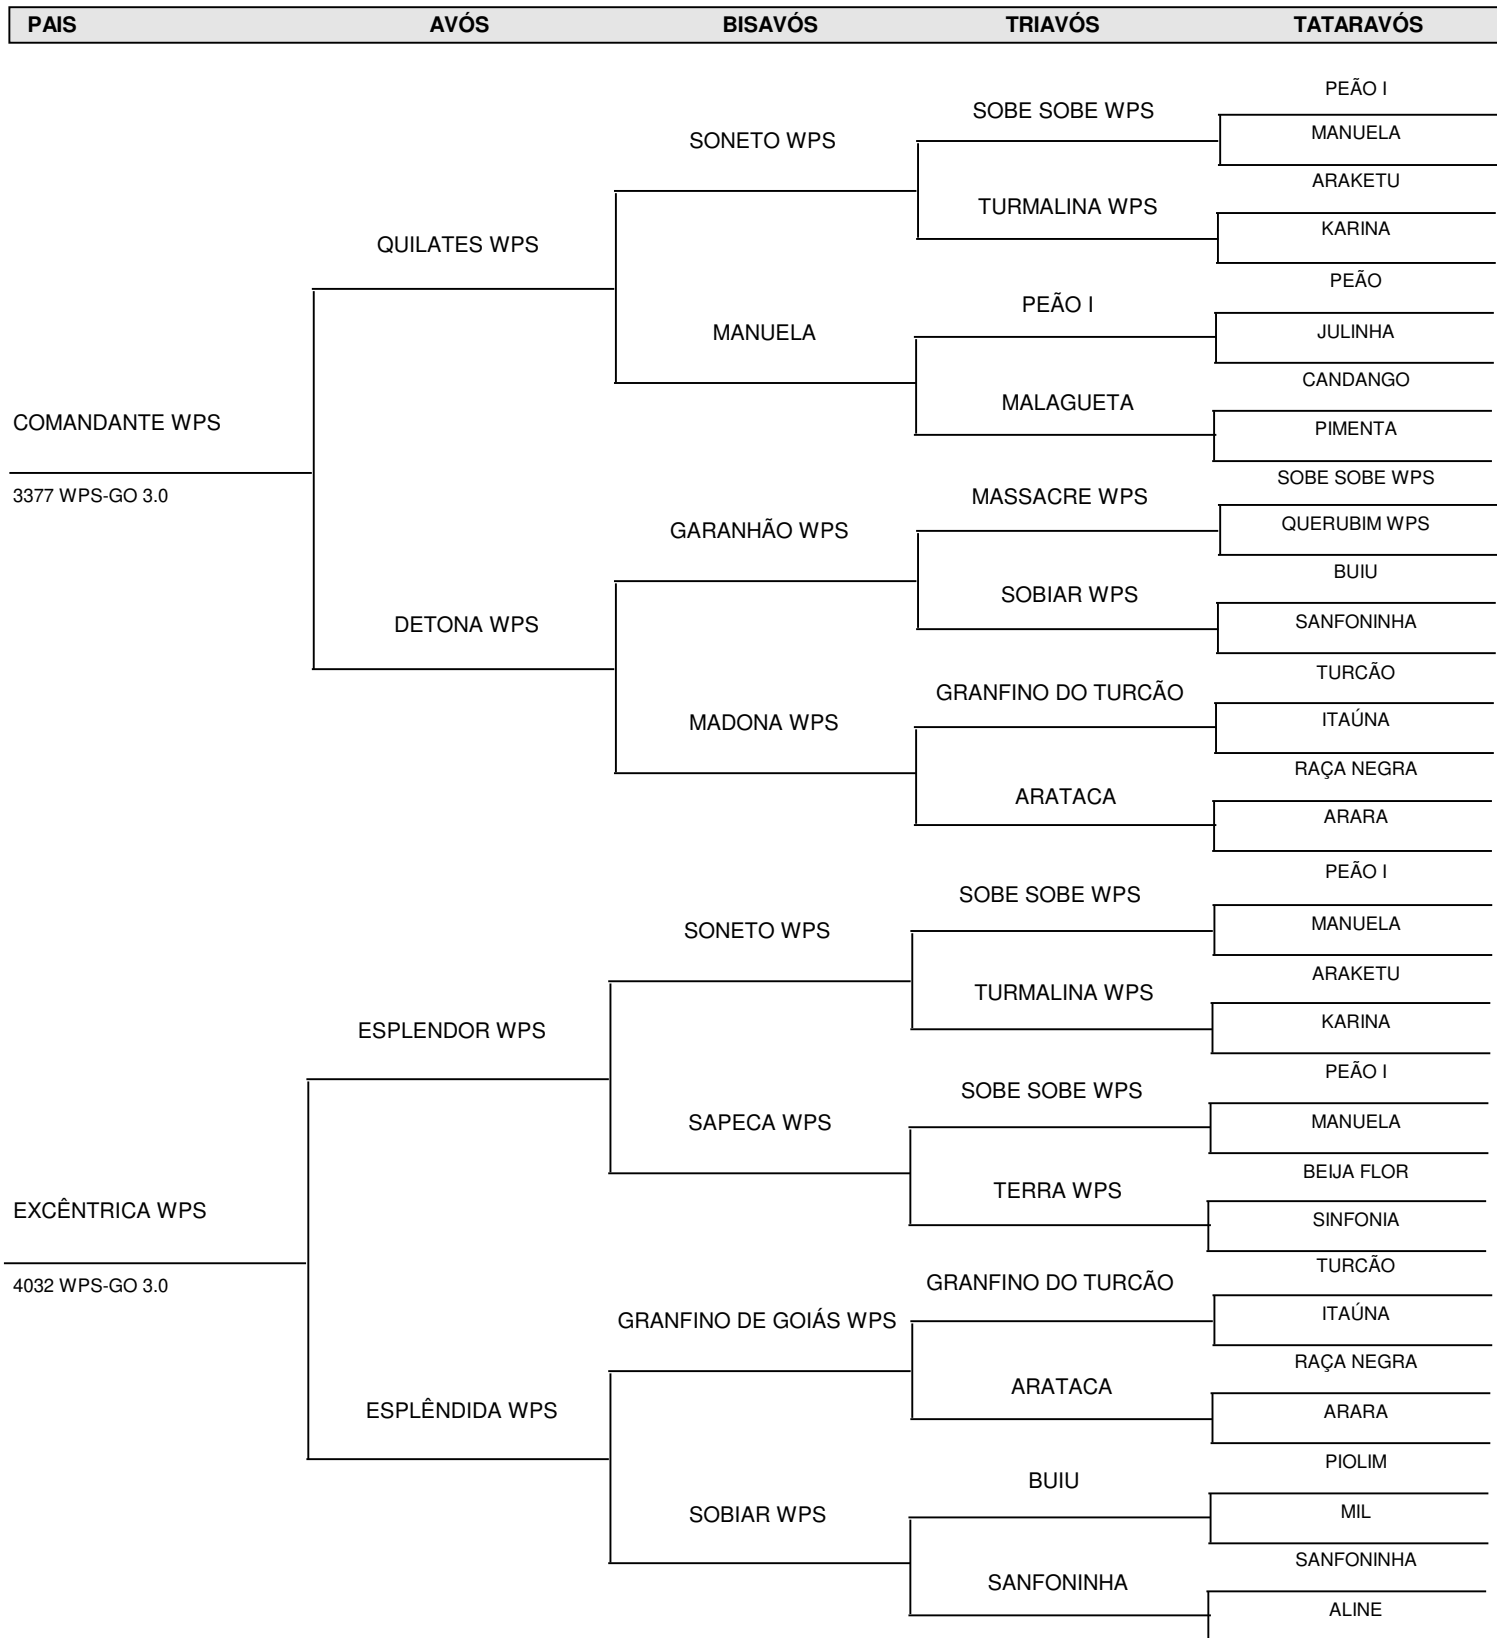 PAIS AVÓS BISAVÓS TRIAVÓS TATARAVÓS
PEÃO I
SOBE SOBE WPS
MANUELA
SONETO WPS
ARAKETU
TURMALINA WPS
KARINA
QUILATES WPS
PEÃO
PEÃO I
JULINHA
MANUELA
CANDANGO
MALAGUETA
COMANDANTE WPS
PIMENTA
3377 WPS-GO 3.0
SOBE SOBE WPS
MASSACRE WPS
QUERUBIM WPS
GARANHÃO WPS
BUIU
SOBIAR WPS
SANFONINHA
DETONA WPS
TURCÃO
GRANFINO DO TURCÃO
ITAÚNA
MADONA WPS
RAÇA NEGRA
ARATACA
ARARA
PEÃO I
SOBE SOBE WPS
MANUELA
SONETO WPS
ARAKETU
TURMALINA WPS
KARINA
ESPLENDOR WPS
PEÃO I
SOBE SOBE WPS
MANUELA
SAPECA WPS
BEIJA FLOR
TERRA WPS
EXCÊNTRICA WPS
SINFONIA
4032 WPS-GO 3.0
TURCÃO
GRANFINO DO TURCÃO
ITAÚNA
GRANFINO DE GOIÁS WPS
RAÇA NEGRA
ARATACA
ARARA
ESPLÊNDIDA WPS
PIOLIM
BUIU
MIL
SOBIAR WPS
SANFONINHA
SANFONINHA
ALINE